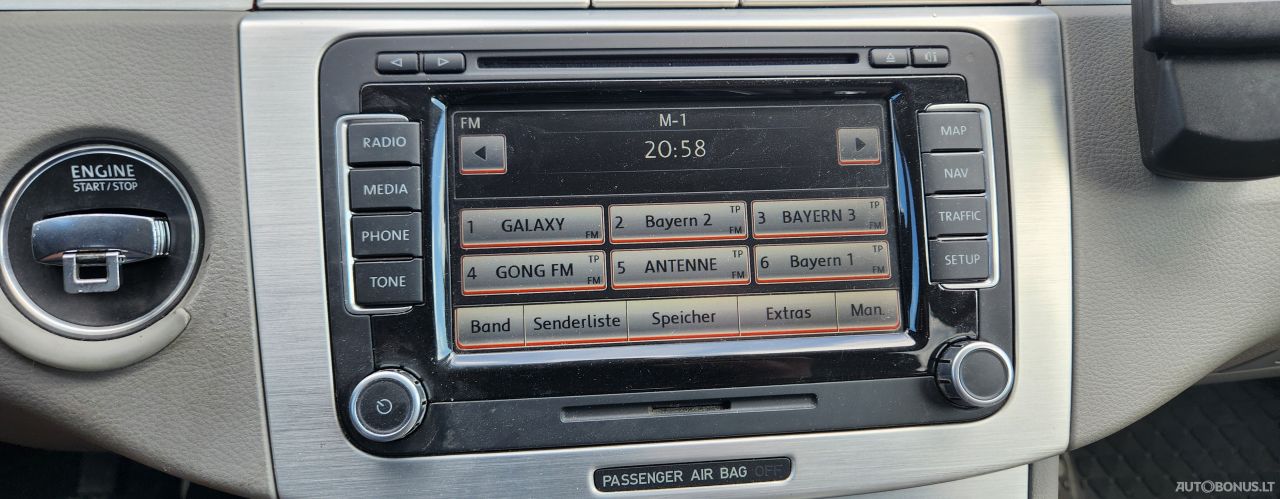 ENGINE
START/STOP
RADIO
MEDIA
PHONE
TONE
FM
M-1
20:58
1 GALAXY FM
2 Bayern 2 TP FM
3 BAYERN 3 TP FM
4 GONG FM TP FM
5 ANTENNE TP FM
6 Bayern 1 TP FM
Band
Senderliste
Speicher
Extras
Man.
MAP
NAV
TRAFFIC
SETUP
PASSENGER AIR BAG OFF
AUTOBONUS.LT